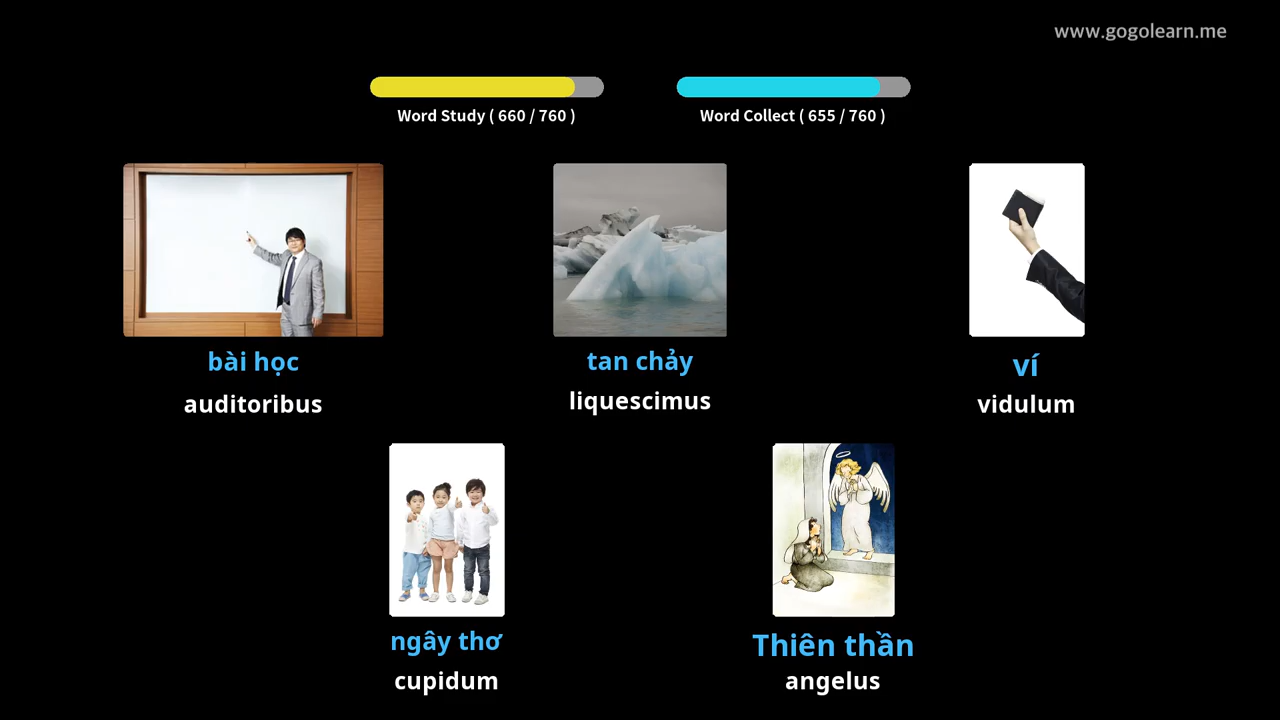 www.gogolearn.me
Word Study ( 660 / 760 )
Word Collect ( 655 / 760 )
bài học
auditoribus
tan chảy
liquescimus
ví
vidulum
ngây thơ
cupidum
Thiên thần
angelus